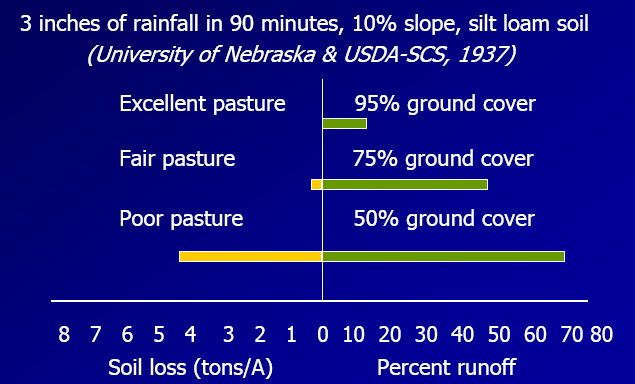 3 inches of rainfall in 90 minutes, 10% slope, silt loam soil
(University of Nebraska & USDA-SCS, 1937)
Excellent pasture 95% ground cover
Fair pasture 75% ground cover
Poor pasture 50% ground cover
8 7 6 5 4 3 2 1 0 10 20 30 40 50 60 70 80
Soil loss (tons/A) Percent runoff